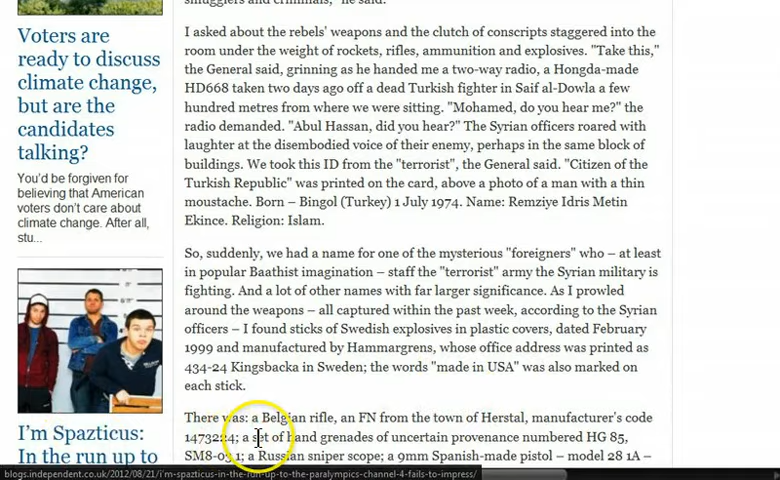 smugglers and criminals," he said.
Voters are
ready to discuss
climate change,
but are the
candidates
talking?
You'd be forgiven for
believing that American
voters don't care about
climate change. After all,
stu...
I'm Spazticus:
In the run up to
I asked about the rebels' weapons and the clutch of conscripts staggered into the
room under the weight of rockets, rifles, ammunition and explosives. "Take this,"
the General said, grinning as he handed me a two-way radio, a Hongda-made
HD668 taken two days ago off a dead Turkish fighter in Saif al-Dowla a few
hundred metres from where we were sitting. "Mohamed, do you hear me?" the
radio demanded. "Abul Hassan, did you hear?" The Syrian officers roared with
laughter at the disembodied voice of their enemy, perhaps in the same block of
buildings. We took this ID from the "terrorist", the General said. "Citizen of the
Turkish Republic" was printed on the card, above a photo of a man with a thin
moustache. Born – Bingol (Turkey) 1 July 1974. Name: Remziye Idris Metin
Ekince. Religion: Islam.
So, suddenly, we had a name for one of the mysterious "foreigners" who – at least
in popular Baathist imagination – staff the "terrorist" army the Syrian military is
fighting. And a lot of other names with far larger significance. As I prowled
around the weapons – all captured within the past week, according to the Syrian
officers – I found sticks of Swedish explosives in plastic covers, dated February
1999 and manufactured by Hammargrens, whose office address was printed as
434-24 Kingsbacka in Sweden; the words "made in USA" was also marked on
each stick.
There was: a Belgian rifle, an FN from the town of Herstal, manufacturer's code
1473224; a set of hand grenades of uncertain provenance numbered HG 85,
SM8-03 1; a Russian sniper scope; a 9mm Spanish-made pistol – model 28 1A –
blogs.independent.co.uk/2012/08/21/i'm-spazticus-in-the-run-up-to-the-paralympics-channel-4-fails-to-impress/